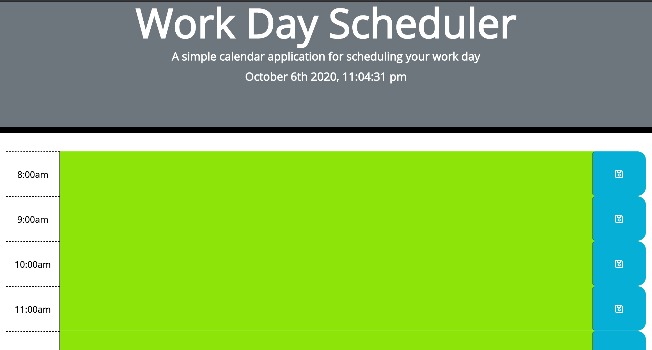 Work Day Scheduler
A simple calendar application for scheduling your work day
October 6th 2020, 11:04:31 pm
8:00am
9:00am
10:00am
11:00am